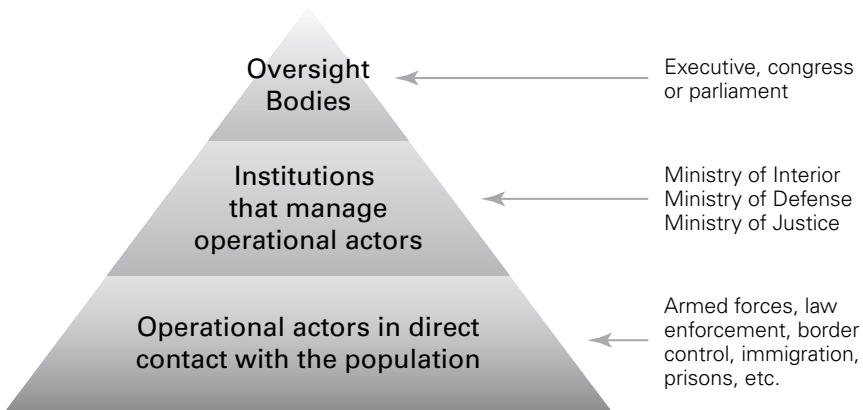 Oversight
Bodies
Executive, congress
or parliament
Institutions
that manage
operational actors
Ministry of Interior
Ministry of Defense
Ministry of Justice
Operational actors in direct
contact with the population
Armed forces, law
enforcement, border
control, immigration,
prisons, etc.